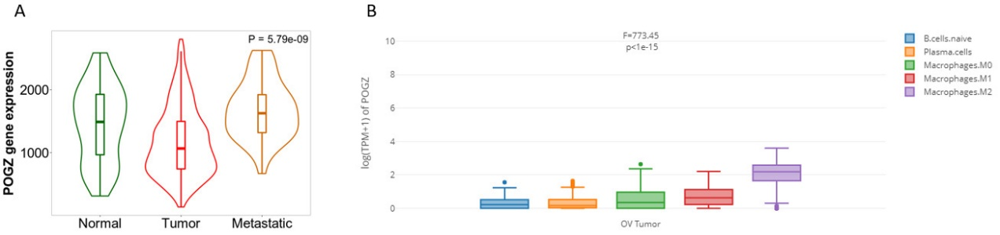 A
POGZ gene expression
2000
1000
P = 5.79e-09
Normal Tumor Metastatic
B
log(TPM+1) of POGZ
10
8
6
4
2
0
F=773.45
p<1e-15
OV Tumor
B.cells.naive
Plasma.cells
Macrophages.M0
Macrophages.M1
Macrophages.M2